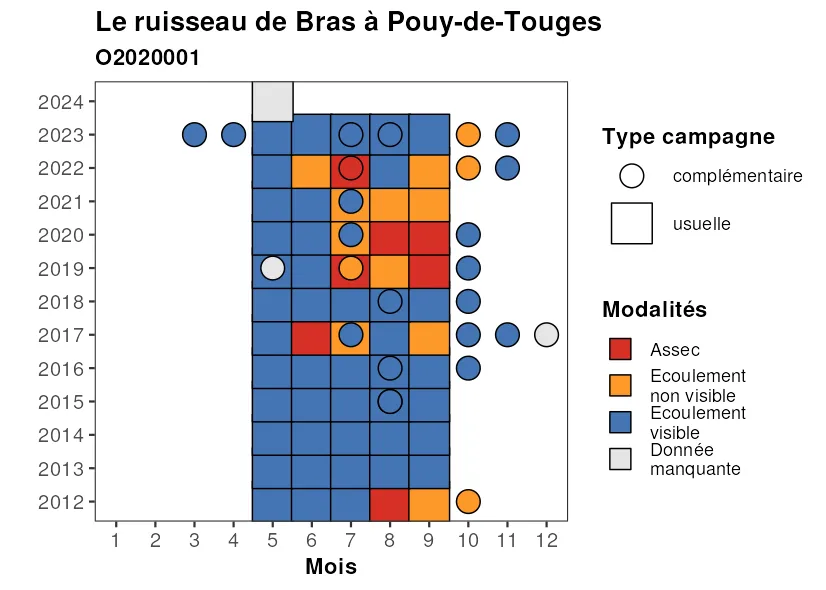 Le ruisseau de Bras à Pouy-de-Touges
O2020001
2024
2023
2022
2021
2020
2019
2018
2017
2016
2015
2014
2013
2012
1 2 3 4 5 6 7 8 9 10 11 12
Mois
Type campagne
complémentaire
usuelle
Modalités
Assec
Ecoulement
non visible
Ecoulement
visible
Donnée
manquante